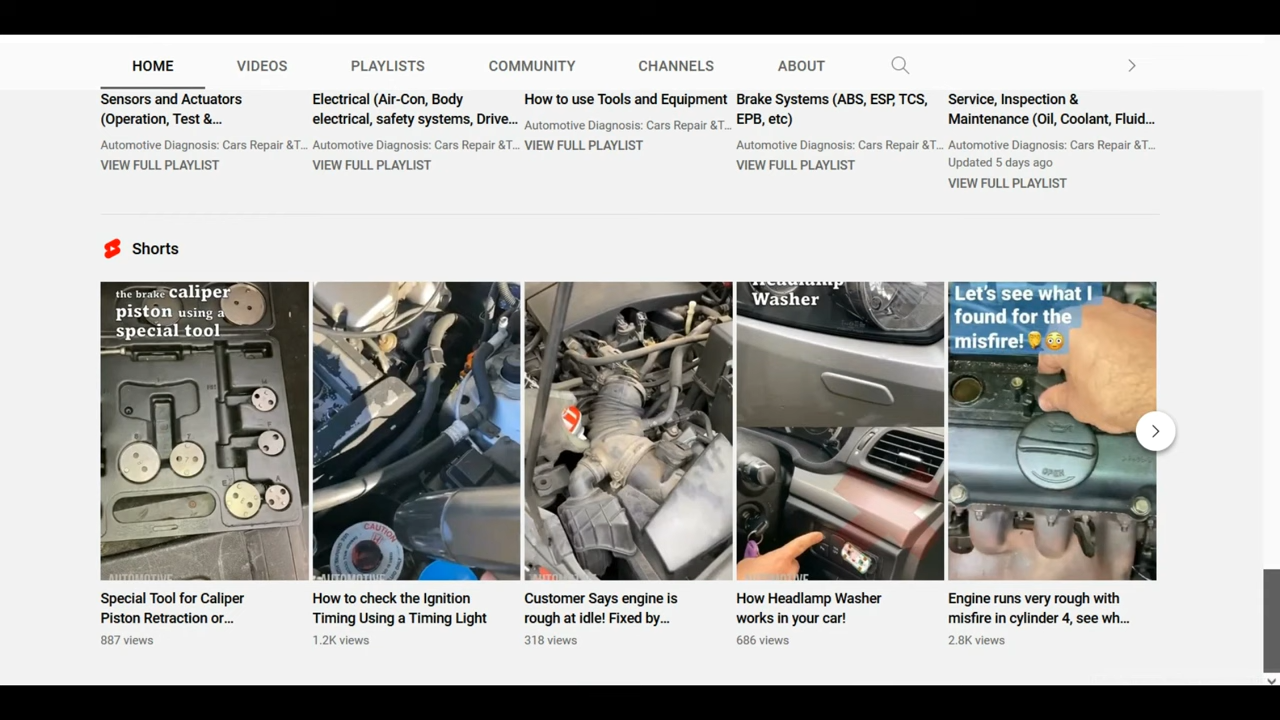 HOME VIDEOS PLAYLISTS COMMUNITY CHANNELS ABOUT
Sensors and Actuators
(Operation, Test &...
Automotive Diagnosis: Cars Repair &T...
VIEW FULL PLAYLIST
Electrical (Air-Con, Body
electrical, safety systems, Drive...
Automotive Diagnosis: Cars Repair &T...
VIEW FULL PLAYLIST
How to use Tools and Equipment
Automotive Diagnosis: Cars Repair &T...
VIEW FULL PLAYLIST
Brake Systems (ABS, ESP, TCS,
EPB, etc)
Automotive Diagnosis: Cars Repair &T...
VIEW FULL PLAYLIST
Service, Inspection &
Maintenance (Oil, Coolant, Fluid...
Automotive Diagnosis: Cars Repair &T...
Updated 5 days ago
VIEW FULL PLAYLIST
Shorts
the brake caliper
piston using a
special tool
AUTOMOTIVE
Special Tool for Caliper
Piston Retraction or...
887 views
CAUTION
AUTOMOTIVE
How to check the Ignition
Timing Using a Timing Light
1.2K views
Customer Says engine is
rough at idle! Fixed by...
318 views
Headlamp
Washer
AUTOMOTIVE
How Headlamp Washer
works in your car!
686 views
Let's see what I
found for the
misfire!
Engine runs very rough with
misfire in cylinder 4, see wh...
2.8K views